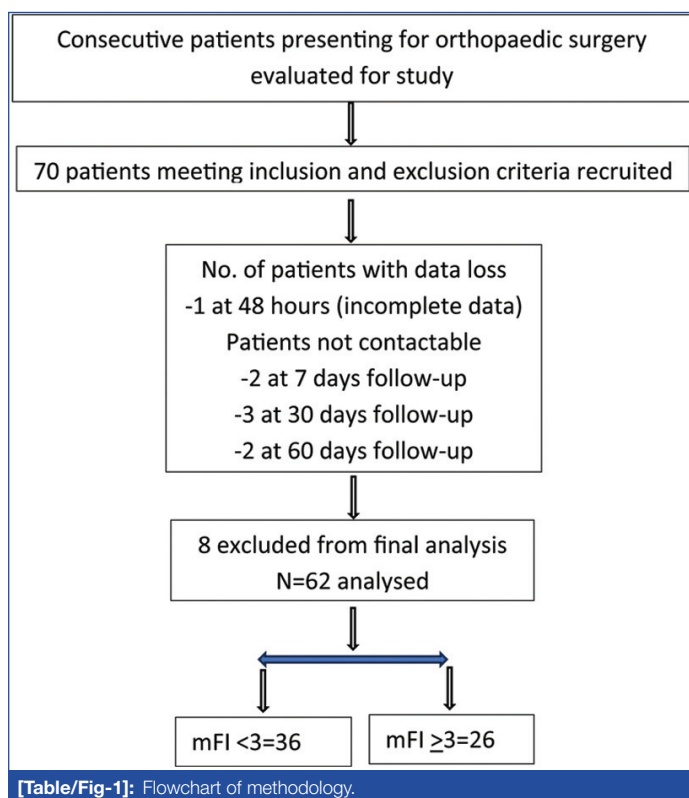 Consecutive patients presenting for orthopaedic surgery
evaluated for study
70 patients meeting inclusion and exclusion criteria recruited
No. of patients with data loss
-1 at 48 hours (incomplete data)
Patients not contactable
-2 at 7 days follow-up
-3 at 30 days follow-up
-2 at 60 days follow-up
8 excluded from final analysis
N=62 analysed
mFI <3=36
mFI ≥3=26
[Table/Fig-1]: Flowchart of methodology.